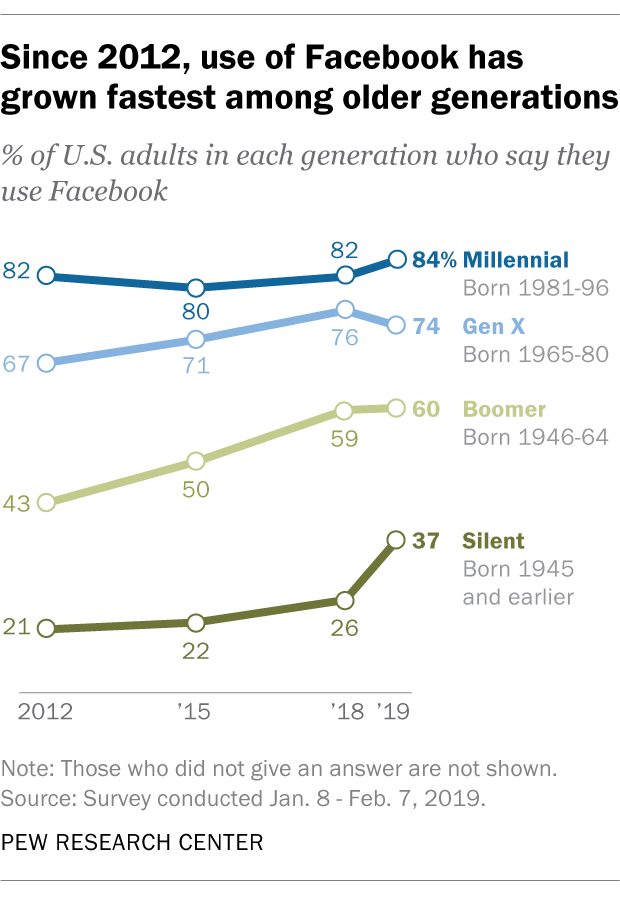 Since 2012, use of Facebook has
grown fastest among older generations
% of U.S. adults in each generation who say they
use Facebook
82
80
82
84% Millennial
Born 1981-96
67
71
76
74 Gen X
Born 1965-80
43
50
59
60 Boomer
Born 1946-64
21
22
26
37 Silent
Born 1945
and earlier
2012 ’15 ’18 ’19
Note: Those who did not give an answer are not shown.
Source: Survey conducted Jan. 8 - Feb. 7, 2019.
PEW RESEARCH CENTER